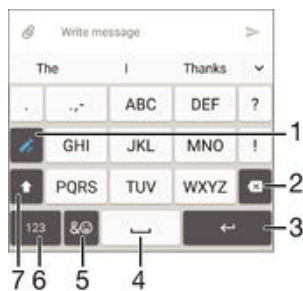 Write message
The I Thanks
. .,- ABC DEF ?
GHI JKL MNO ! 1
PQRS TUV WXYZ 2
123 &☺ 3
7 6 5 4